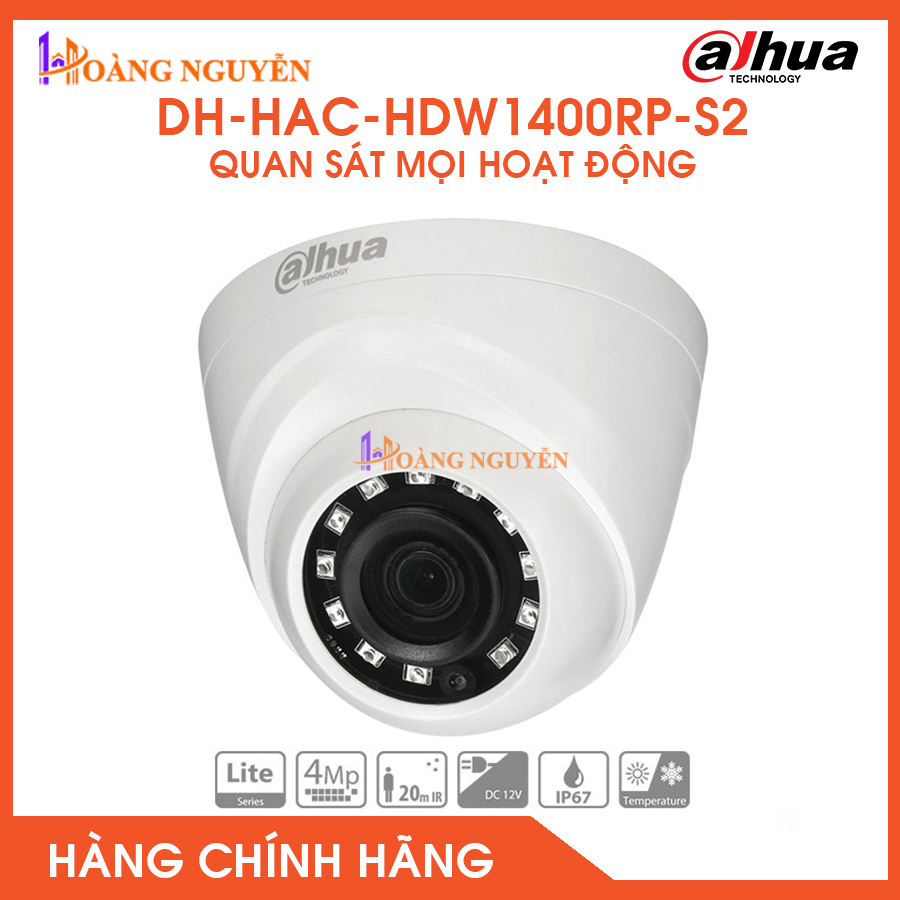 HOÀNG NGUYỄN
alhua
TECHNOLOGY
DH-HAC-HDW1400RP-S2
QUAN SÁT MỌI HOẠT ĐỘNG
alhua
TECHNOLOGY
HOÀNG NGUYỄN
Lite
Series
4Mp
20m IR
DC 12V
IP67
Temperature
HÀNG CHÍNH HÃNG